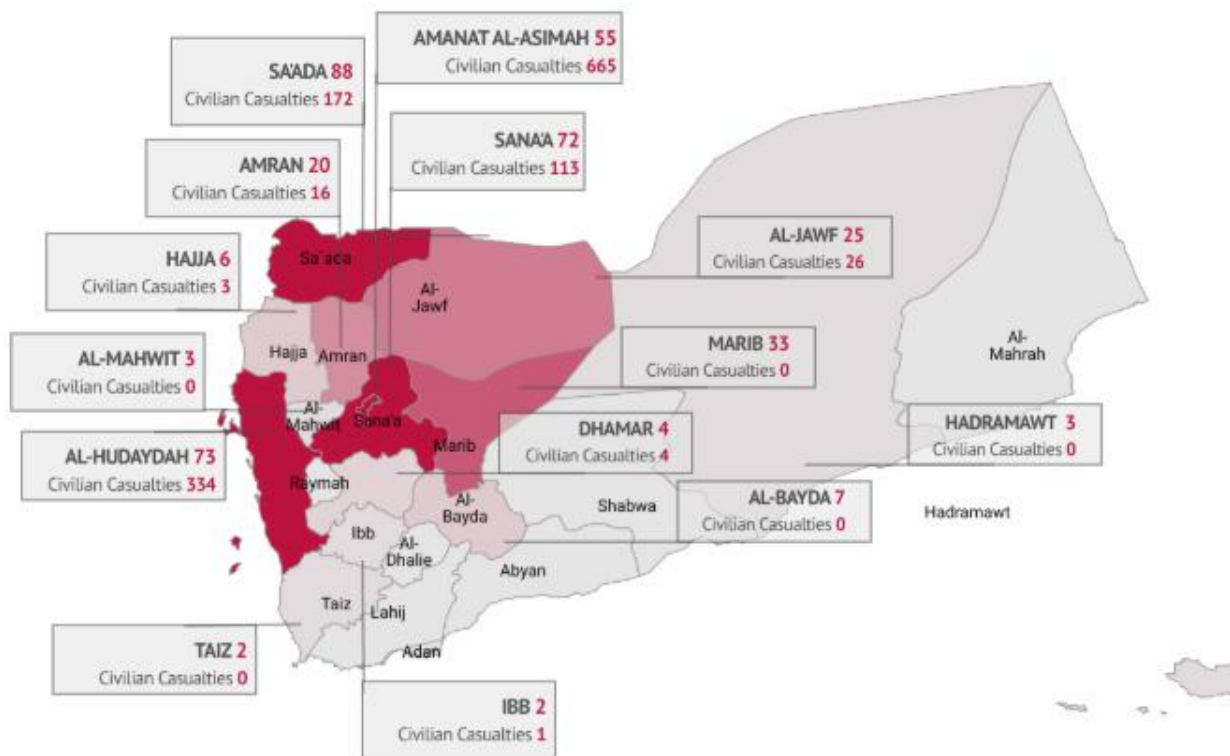 AMANAT AL-ASIMAH 55
Civilian Casualties 665
SA'ADA 88
Civilian Casualties 172
SANA'A 72
Civilian Casualties 113
AMRAN 20
Civilian Casualties 16
AL-JAWF 25
Civilian Casualties 26
HAJJA 6
Civilian Casualties 3
MARIB 33
Civilian Casualties 0
AL-MAHWIT 3
Civilian Casualties 0
DHAMAR 4
Civilian Casualties 4
HADRAMAWT 3
Civilian Casualties 0
AL-HUDAYDAH 73
Civilian Casualties 334
AL-BAYDA 7
Civilian Casualties 0
TAIZ 2
Civilian Casualties 0
IBB 2
Civilian Casualties 1
Sa`ada
Al-
Jawf
Hajja
Amran
Al-
Mahrah
Al-
Mahwit
Sana'a
Marib
Raymah
Al-
Bayda
Shabwa
Hadramawt
Ibb
Al-
Dhalie
Abyan
Taiz
Lahij
Adan